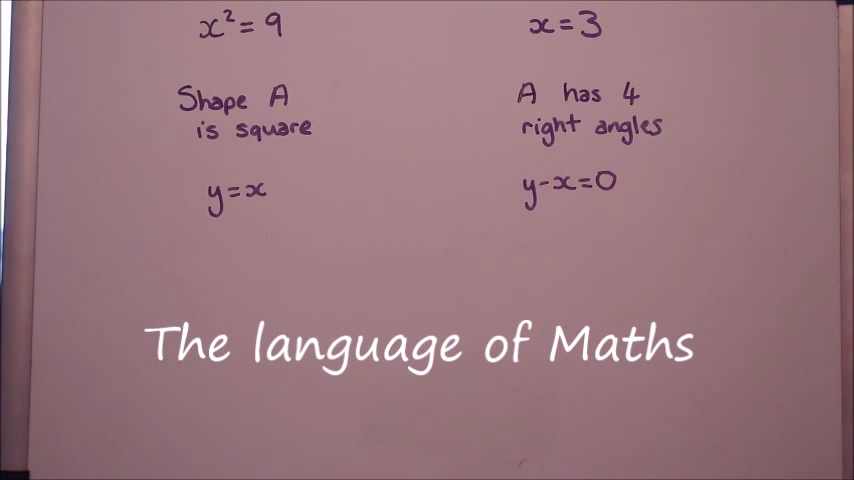 x² = 9
x = 3
Shape A
is square
A has 4
right angles
y = x
y - x = 0
The language of Maths